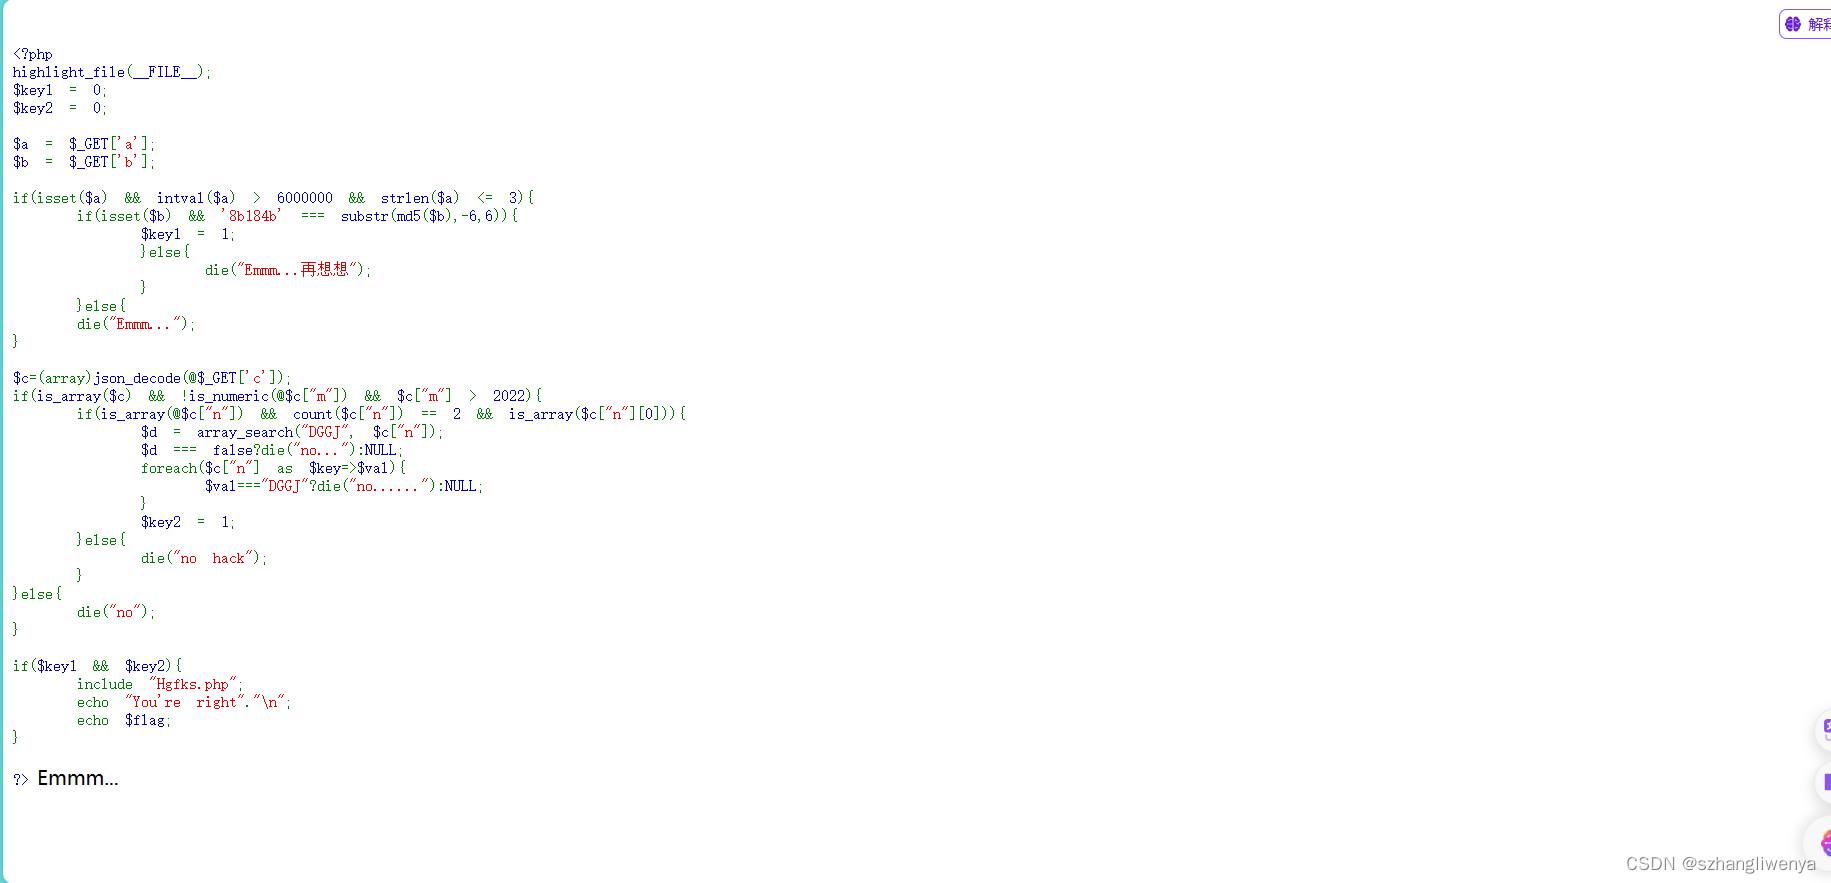 解释
<?php
highlight_file(__FILE__);
$key1 = 0;
$key2 = 0;
$a = $_GET['a'];
$b = $_GET['b'];
if(isset($a) && intval($a) > 6000000 && strlen($a) <= 3){
if(isset($b) && '8b184b' === substr(md5($b),-6,6)){
$key1 = 1;
}else{
die("Emmm...再想想");
}
}else{
die("Emmm...");
}
$c=(array)json_decode(@$_GET['c']);
if(is_array($c) && !is_numeric(@$c["m"]) && $c["m"] > 2022){
if(is_array(@$c["n"]) && count($c["n"]) == 2 && is_array($c["n"][0])){
$d = array_search("DGGJ", $c["n"]);
$d === false?die("no..."):NULL;
foreach($c["n"] as $key=>$val){
$val==="DGGJ"?die("no......"):NULL;
}
$key2 = 1;
}else{
die("no hack");
}
}else{
die("no");
}
if($key1 && $key2){
include "Hgfks.php";
echo "You're right"."\n";
echo $flag;
}
?> Emmm...
CSDN @szhangliwenya